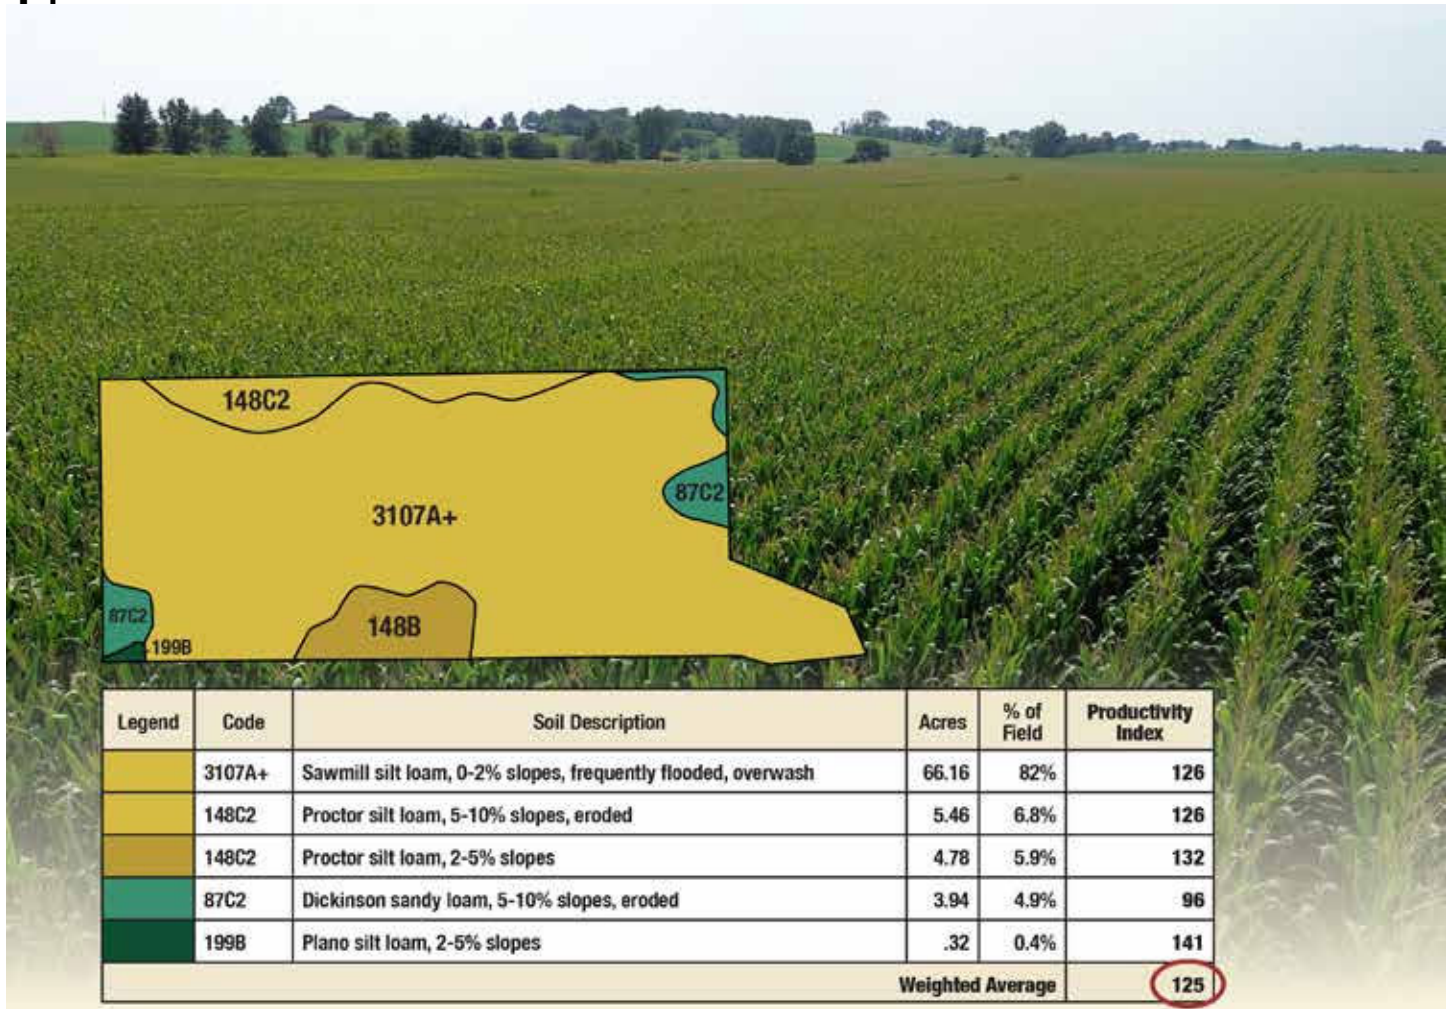 148C2
3107A+
87C2
87C2
148B
199B
Legend Code Soil Description Acres % of Field Productivity Index
3107A+ Sawmill silt loam, 0-2% slopes, frequently flooded, overwash 66.16 82% 126
148C2 Proctor silt loam, 5-10% slopes, eroded 5.46 6.8% 126
148C2 Proctor silt loam, 2-5% slopes 4.78 5.9% 132
87C2 Dickinson sandy loam, 5-10% slopes, eroded 3.94 4.9% 96
199B Plano silt loam, 2-5% slopes .32 0.4% 141
Weighted Average 125